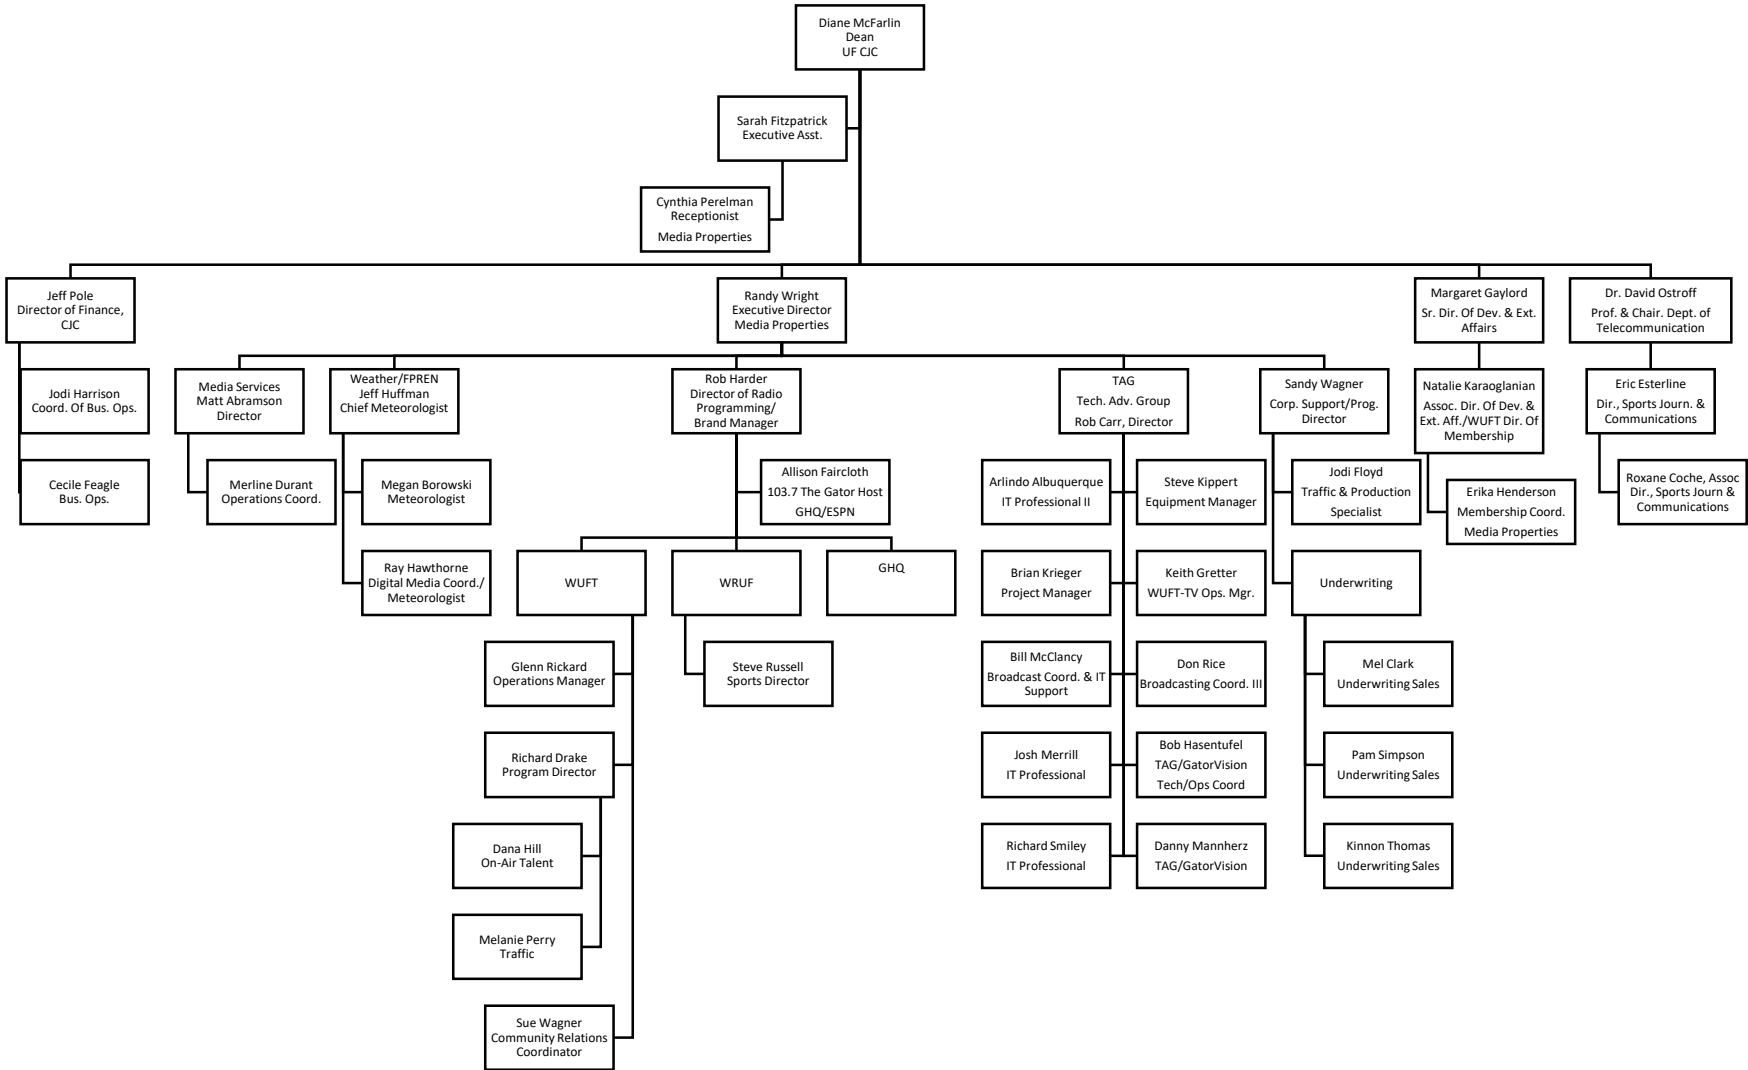 Diane McFarlin
Dean
UF CJC
Sarah Fitzpatrick
Executive Asst.
Cynthia Perelman
Receptionist
Media Properties
Jeff Pole
Director of Finance,
CJC
Randy Wright
Executive Director
Media Properties
Margaret Gaylord
Sr. Dir. Of Dev. & Ext.
Affairs
Dr. David Ostroff
Prof. & Chair. Dept. of
Telecommunication
Jodi Harrison
Coord. Of Bus. Ops.
Media Services
Matt Abramson
Director
Weather/FPREN
Jeff Huffman
Chief Meteorologist
Rob Harder
Director of Radio
Programming/
Brand Manager
TAG
Tech. Adv. Group
Rob Carr, Director
Sandy Wagner
Corp. Support/Prog.
Director
Natalie Karaoglanian
Assoc. Dir. Of Dev. &
Ext. Aff./WUFT Dir. Of
Membership
Eric Esterline
Dir., Sports Journ. &
Communications
Cecile Feagle
Bus. Ops.
Merline Durant
Operations Coord.
Megan Borowski
Meteorologist
Allison Faircloth
103.7 The Gator Host
GHQ/ESPN
Arlindo Albuquerque
IT Professional II
Steve Kippert
Equipment Manager
Jodi Floyd
Traffic & Production
Specialist
Erika Henderson
Membership Coord.
Media Properties
Roxane Coche, Assoc
Dir., Sports Journ &
Communications
Ray Hawthorne
Digital Media Coord./
Meteorologist
WUFT
WRUF
GHQ
Brian Krieger
Project Manager
Keith Gretter
WUFT-TV Ops. Mgr.
Underwriting
Glenn Rickard
Operations Manager
Steve Russell
Sports Director
Bill McClancy
Broadcast Coord. & IT
Support
Don Rice
Broadcasting Coord. III
Mel Clark
Underwriting Sales
Richard Drake
Program Director
Josh Merrill
IT Professional
Bob Hasentufel
TAG/GatorVision
Tech/Ops Coord
Pam Simpson
Underwriting Sales
Dana Hill
On-Air Talent
Richard Smiley
IT Professional
Danny Mannherz
TAG/GatorVision
Kinnon Thomas
Underwriting Sales
Melanie Perry
Traffic
Sue Wagner
Community Relations
Coordinator